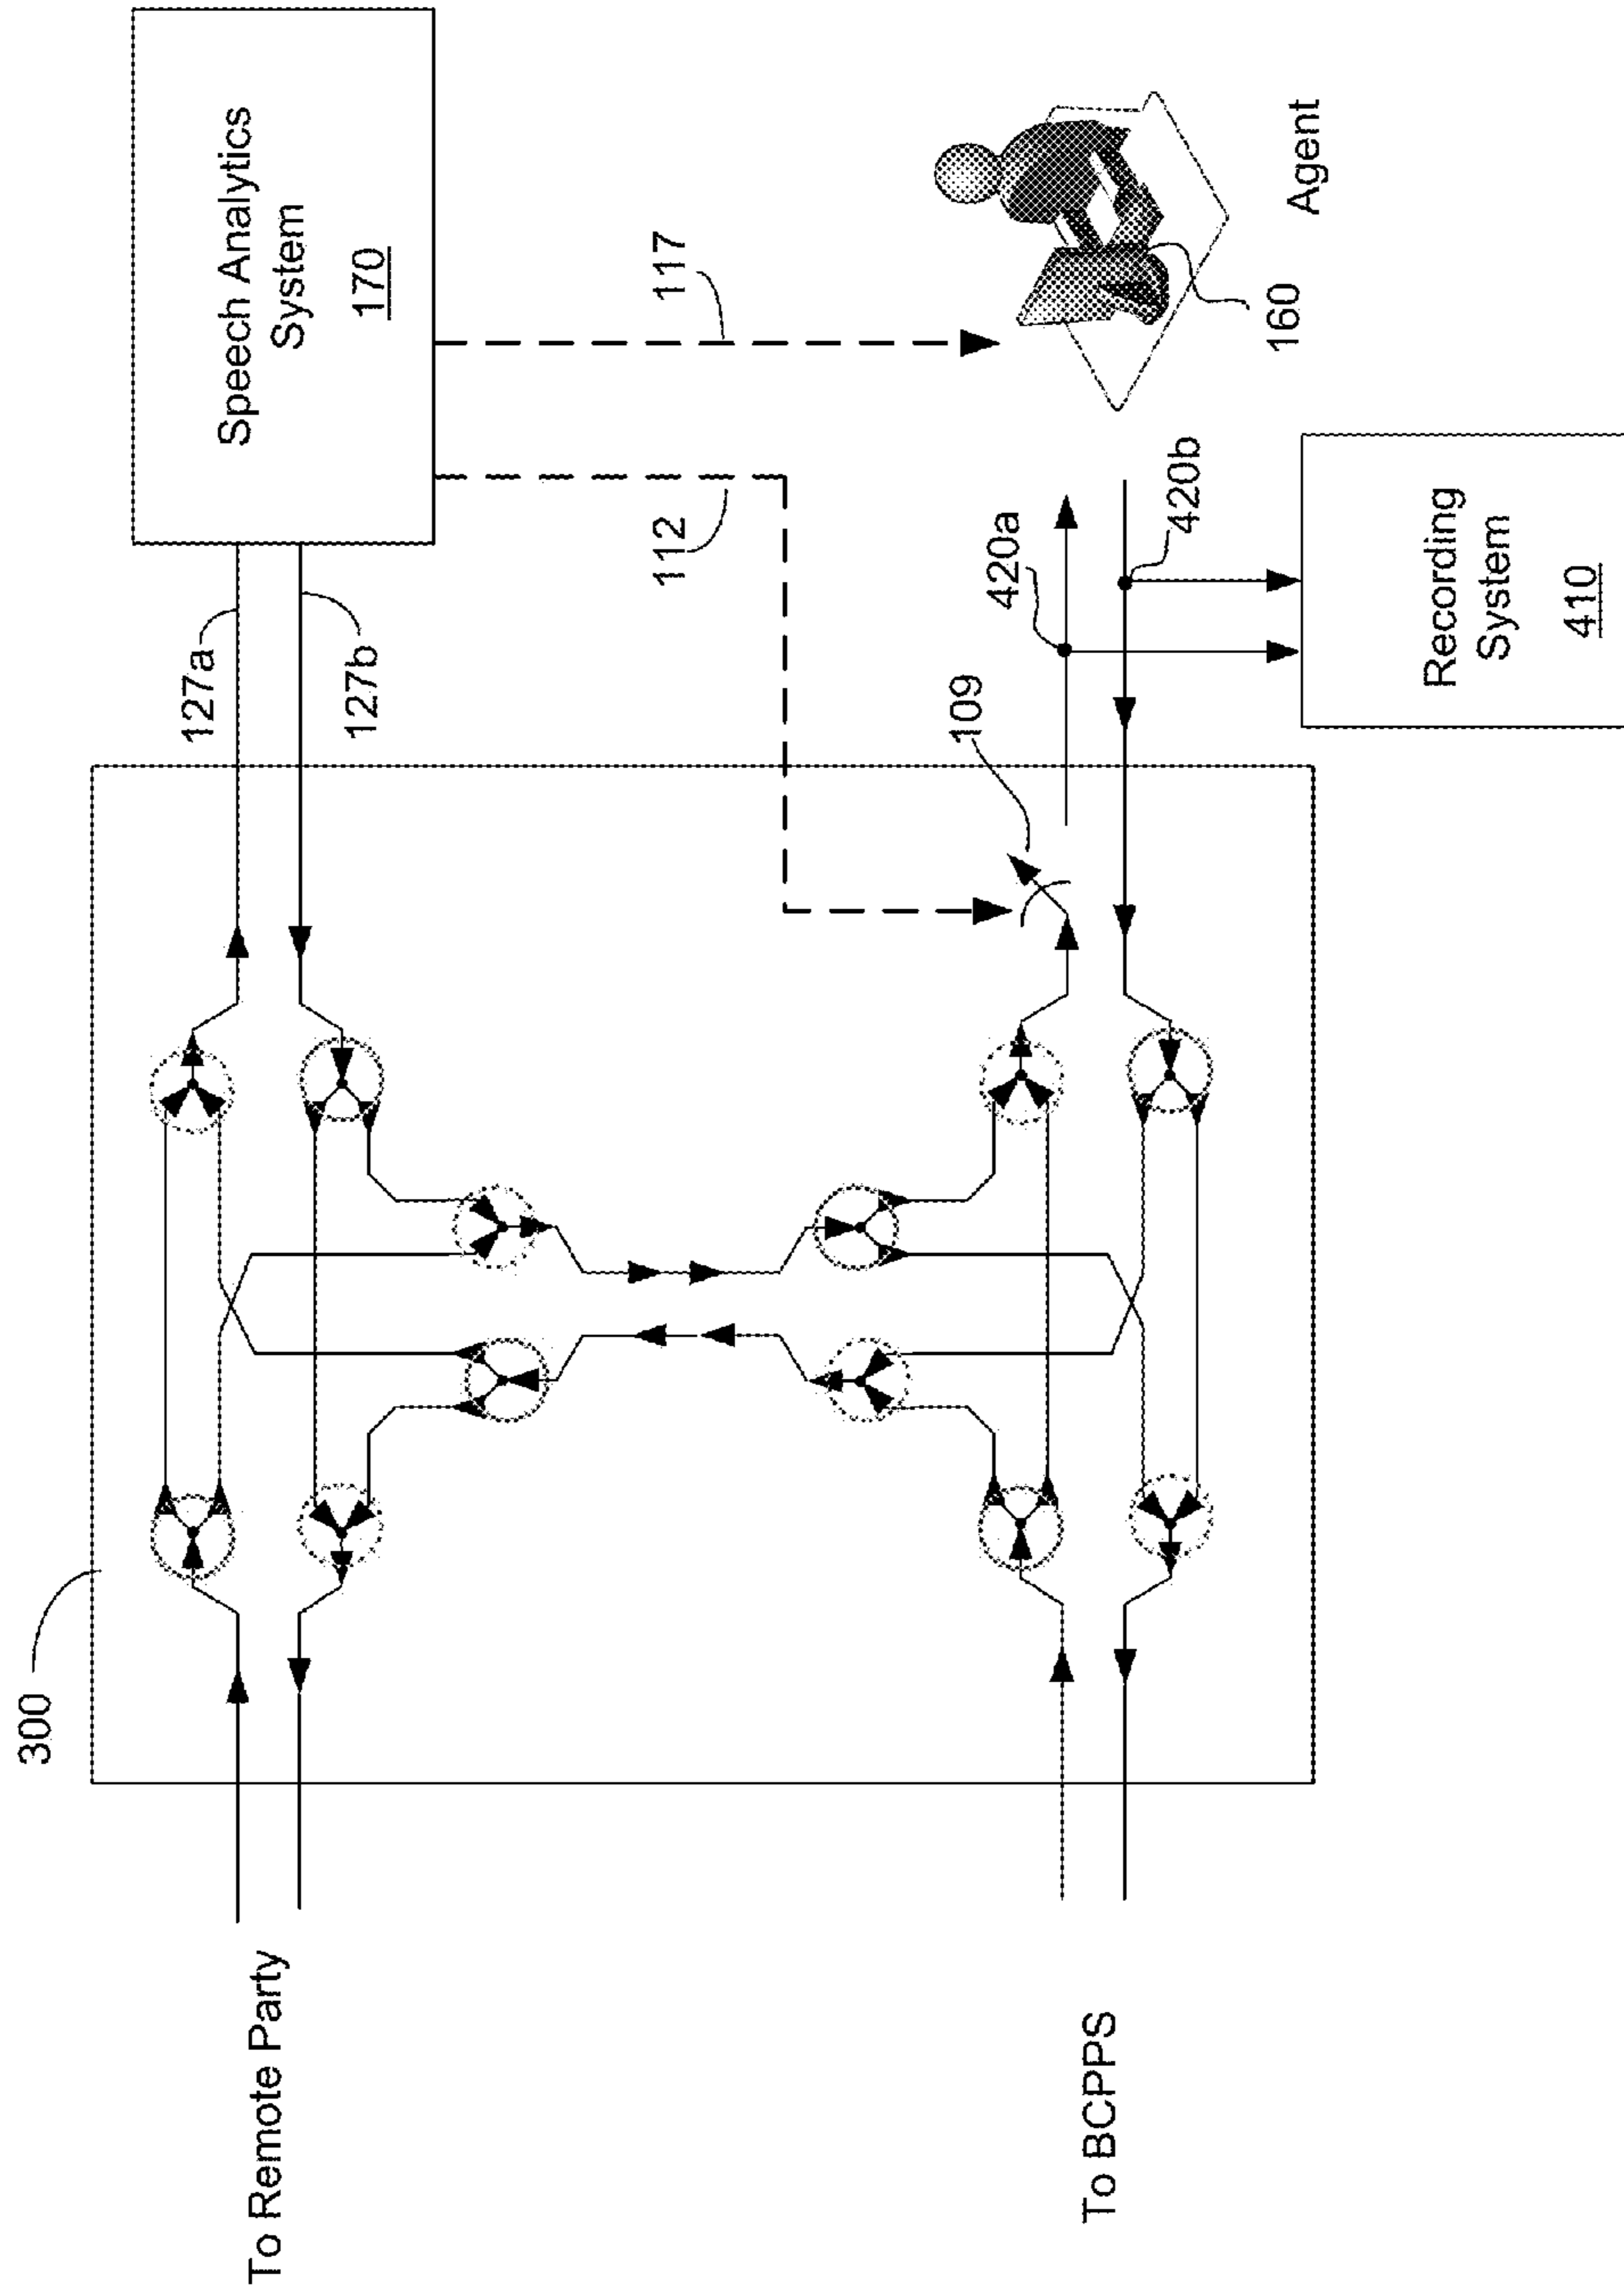 300
To Remote Party
127a
127b
Speech Analytics
System
170
112
117
109
420a
420b
160
Agent
To BCPPS
Recording
System
410